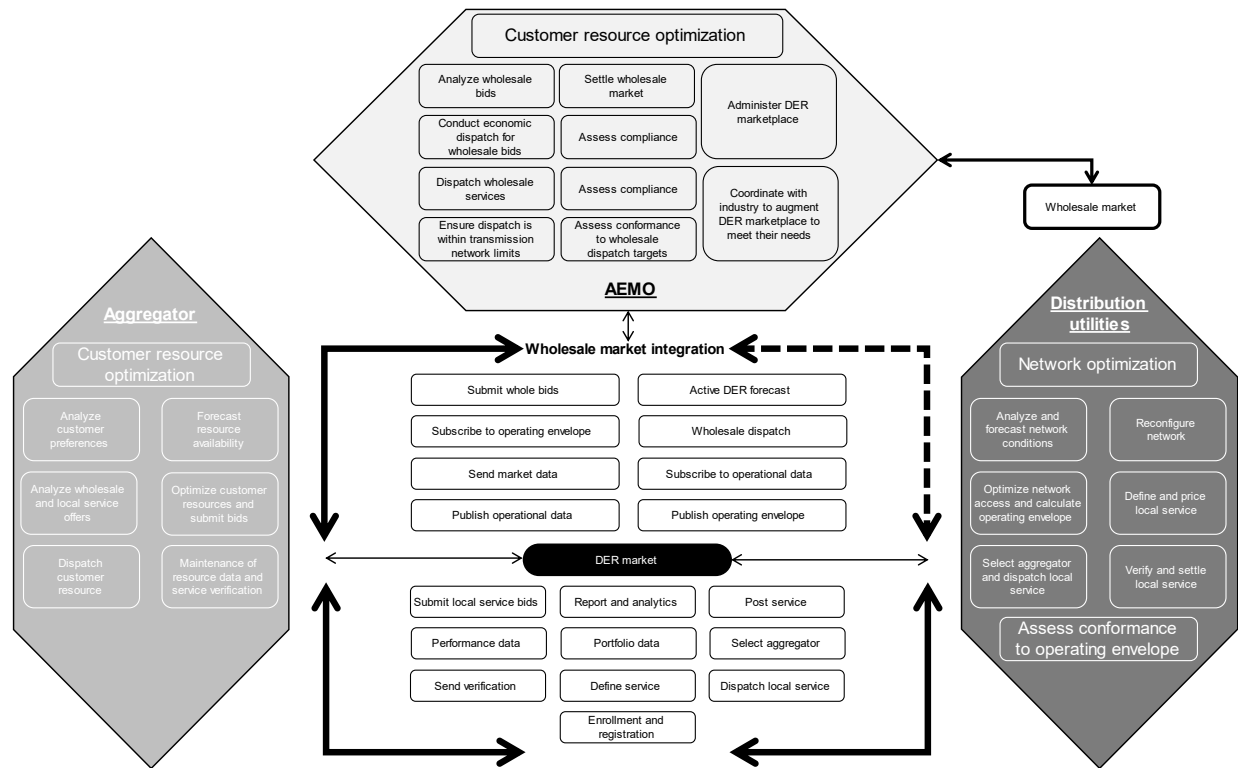 Customer resource optimization
Analyze wholesale
bids
Settle wholesale
market
Administer DER
marketplace
Conduct economic
dispatch for
wholesale bids
Assess compliance
Dispatch wholesale
services
Assess compliance
Coordinate with
industry to augment
DER marketplace to
meet their needs
Ensure dispatch is
within transmission
network limits
Assess conformance
to wholesale
dispatch targets
AEMO
Wholesale market
Aggregator
Customer resource
optimization
Analyze
customer
preferences
Forecast
resource
availability
Analyze wholesale
and local service
offers
Optimize customer
resources and
submit bids
Dispatch
customer
resource
Maintenance of
resource data and
service verification
Wholesale market integration
Submit whole bids
Active DER forecast
Subscribe to operating envelope
Wholesale dispatch
Send market data
Subscribe to operational data
Publish operational data
Publish operating envelope
DER market
Submit local service bids
Report and analytics
Post service
Performance data
Portfolio data
Select aggregator
Send verification
Define service
Dispatch local service
Enrollment and
registration
Distribution
utilities
Network optimization
Analyze and
forecast network
conditions
Reconfigure
network
Optimize network
access and calculate
operating envelope
Define and price
local service
Select aggregator
and dispatch local
service
Verify and settle
local service
Assess conformance
to operating envelope